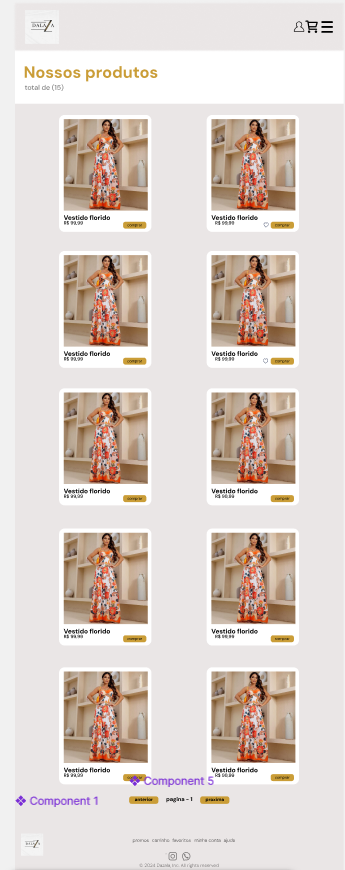 DALAZA
Nossos produtos
total de (15)
Vestido florido
R$ 99,99
comprar
Vestido florido
R$ 99,99
comprar
Vestido florido
R$ 99,99
comprar
Vestido florido
R$ 99,99
comprar
Vestido florido
R$ 99,99
comprar
Vestido florido
R$ 99,99
comprar
Vestido florido
R$ 99,99
comprar
Vestido florido
R$ 99,99
comprar
Vestido florido
R$ 99,99
comprar
Vestido florido
R$ 99,99
comprar
Component 5
Component 1
anterior pagina - 1 proxima
carrinho favoritos minha conta ajuda
© 2024 Dalaza, Inc. All rights reserved